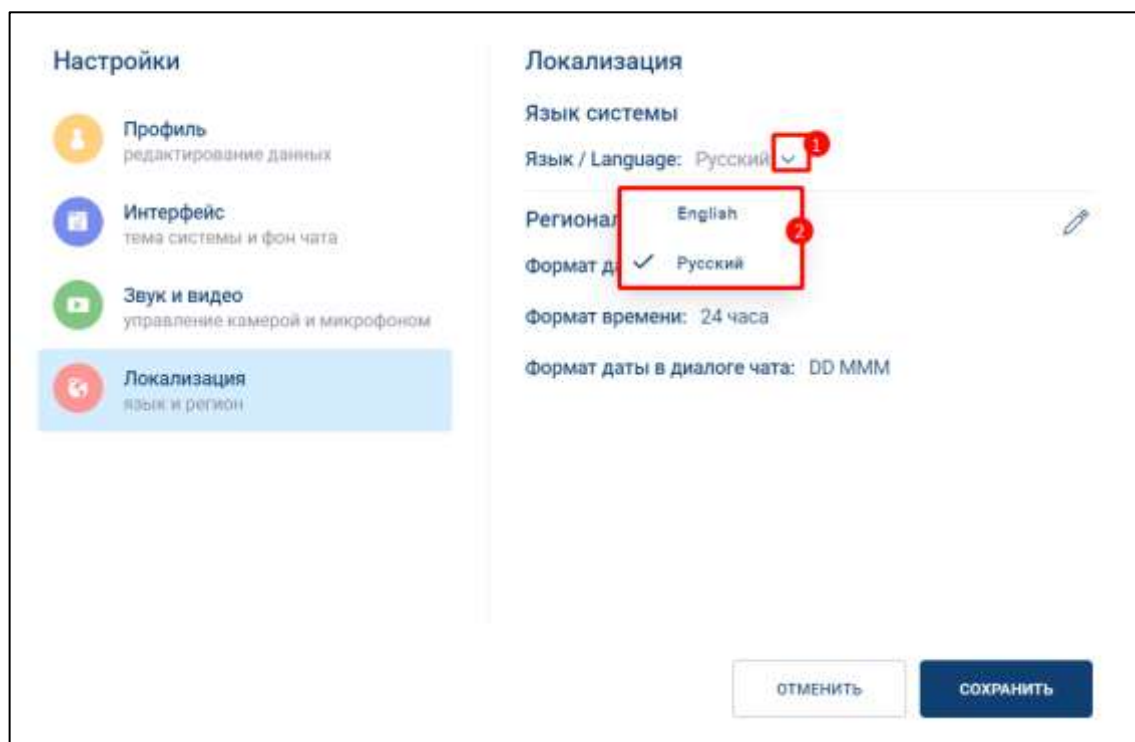 Настройки
Профиль
редактирование данных
Интерфейс
тема системы и фон чата
Звук и видео
управление камерой и микрофоном
Локализация
язык и регион
Локализация
Язык системы
Язык / Language: Русский
1
English
2
Русский
Формат
Формат времени: 24 часа
Формат даты в диалоге чата: DD MMM
ОТМЕНИТЬ
СОХРАНИТЬ